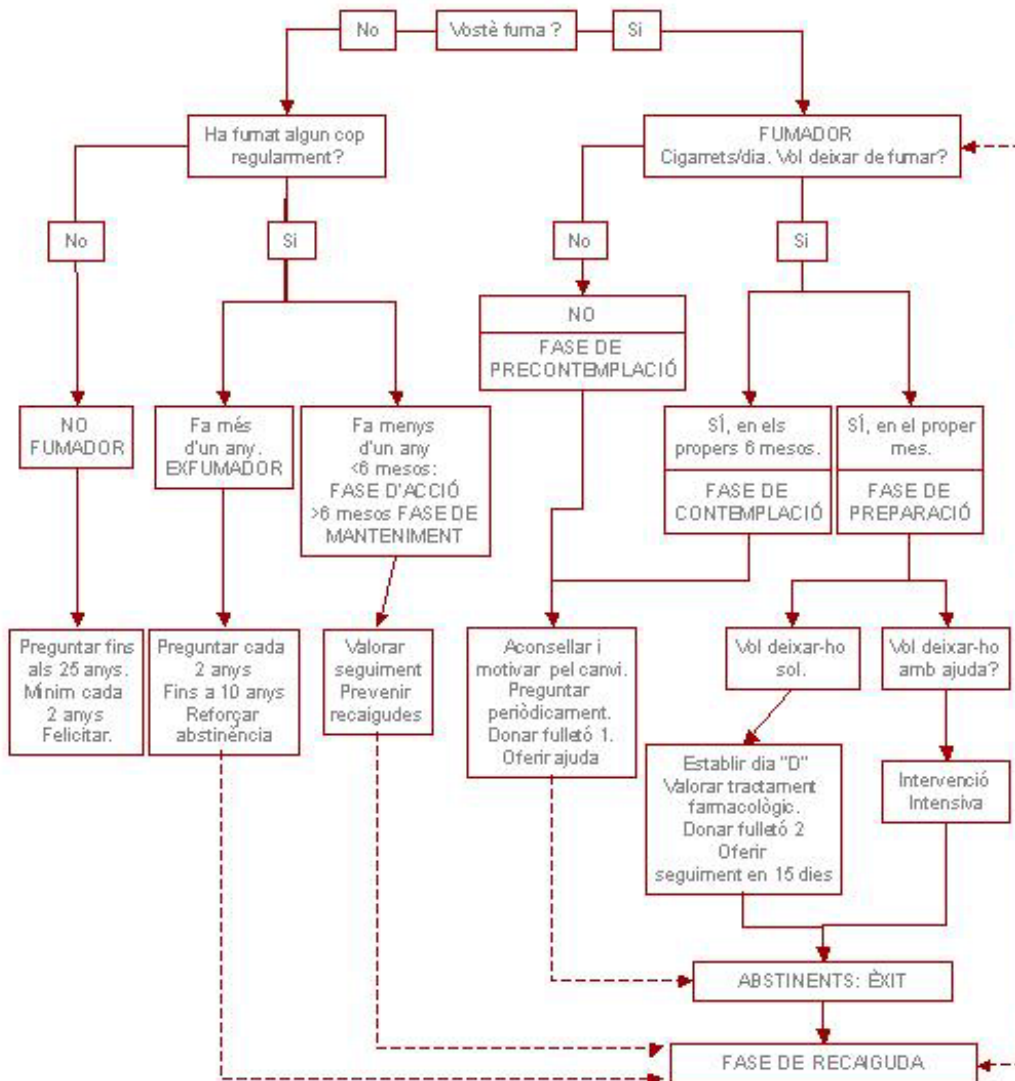 No
Vostè fuma ?
Si
Ha fumat algun cop
regularment?
FUMADOR
Cigarrets/dia. Vol deixar de fumar?
No
Si
No
Si
NO
FASE DE
PRECONTEMPLACIÓ
NO
FUMADOR
Fa més
d'un any.
EXFUMADOR
Fa menys
d'un any
<6 mesos:
FASE D'ACCIÓ
>6 mesos FASE DE
MANTENIMENT
SÍ, en els
propers 6 mesos.
FASE DE
CONTEMPLACIÓ
SÍ, en el proper
mes.
FASE DE
PREPARACIÓ
Preguntar fins
als 25 anys.
Mínim cada
2 anys
Felicitar.
Preguntar cada
2 anys
Fins a 10 anys
Reforçar
abstinència
Valorar
seguiment
Prevenir
recaigudes
Aconsellar i
motivar pel canvi.
Preguntar
periòdicament.
Donar fulletó 1.
Oferir ajuda
Vol deixar-ho
sol.
Vol deixar-ho
amb ajuda?
Establir dia "D"
Valorar tractament
farmacològic.
Donar fulletó 2
Oferir
seguiment en 15 dies
Intervenció
Intensiva
ABSTINENTS: ÈXIT
FASE DE RECAIGUDA